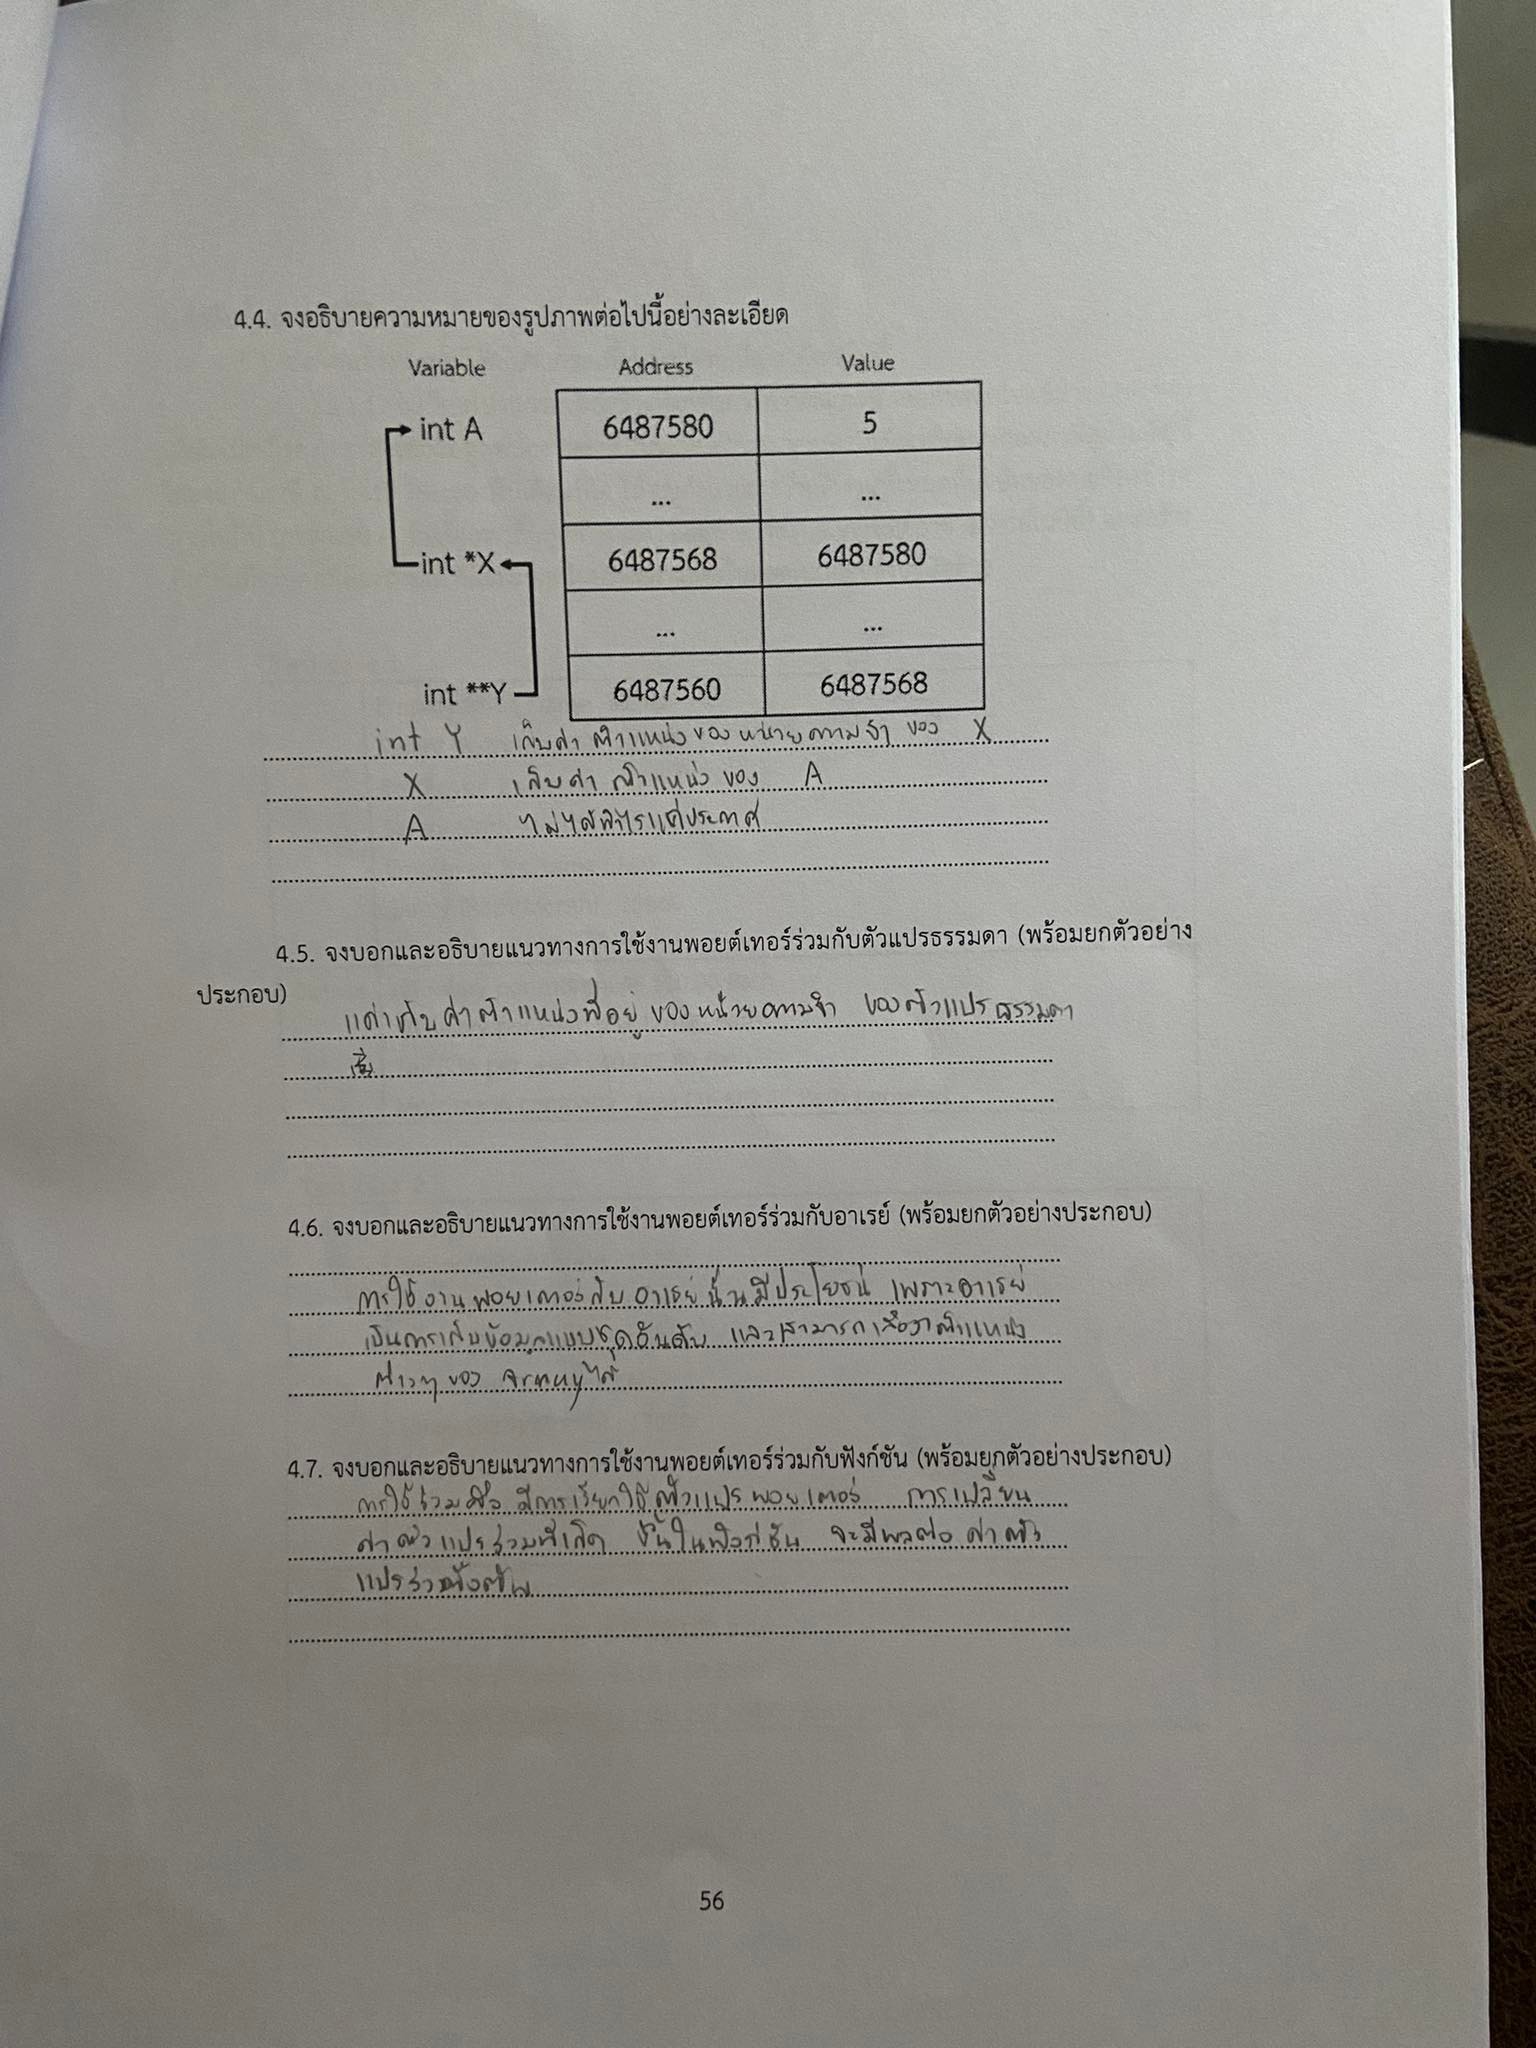 4.4. จงอธิบายความหมายของรูปภาพต่อไปนี้อย่างละเอียด
Variable Address Value
int A 6487580 5
... ...
int *X 6487568 6487580
... ...
int **Y 6487560 6487568
int Y เก็บค่า ตำแหน่งของหน่วยความจำ ของ X
X เก็บค่า ตำแหน่ง ของ A
A ไม่ได้ทำไรแค่ประกาศ
4.5. จงบอกและอธิบายแนวทางการใช้งานพอยต์เทอร์ร่วมกับตัวแปรธรรมดา (พร้อมยกตัวอย่าง
ประกอบ)
แค่เก็บ ค่าตำแหน่งที่อยู่ ของหน่วยความจำ ของตัวแปรธรรมดา
4.6. จงบอกและอธิบายแนวทางการใช้งานพอยต์เทอร์ร่วมกับอาเรย์ (พร้อมยกตัวอย่างประกอบ)
การใช้งานพอยเตอร์กับ อาเรย์นั้นมีประโยชน์ เพราะอาเรย์
เป็นการเก็บข้อมูลแบบชุดอันดับ และสามารถ ตำแหน่ง
ต่างๆ ของ ได้
4.7. จงบอกและอธิบายแนวทางการใช้งานพอยต์เทอร์ร่วมกับฟังก์ชัน (พร้อมยกตัวอย่างประกอบ)
การใช้ร่วม คือ มีการเรียกใช้ตัวแปร พอยเตอร์ การเปลี่ยน
ค่าตัวแปรร่วมที่เกิด ขึ้นในฟังก์ชัน จะมีผลต่อ ค่าตัว
แปรร่วม
56